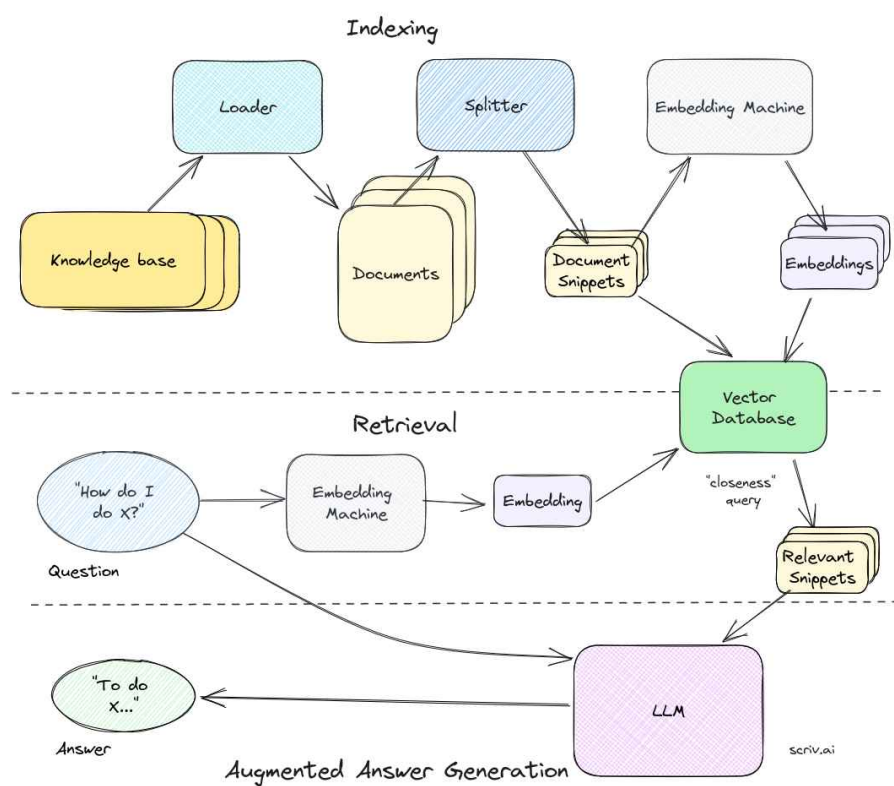 Indexing
Loader
Splitter
Embedding Machine
Knowledge base
Documents
Document
Snippets
Embeddings
Vector
Database
Retrieval
"How do I
do X?"
Question
Embedding
Machine
Embedding
"closeness"
query
Relevant
Snippets
"To do
X..."
Answer
LLM
Augmented Answer Generation
scriv.ai